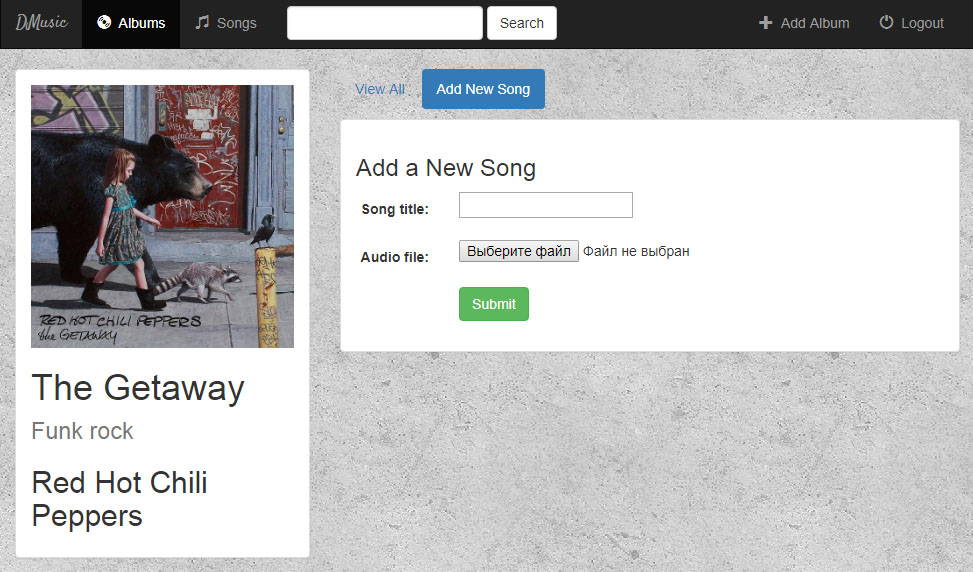 DMusic
Albums
Songs
Search
Add Album
Logout
View All
Add New Song
RED HOT CHILI PEPPERS
the GETAWAY
The Getaway
Funk rock
Red Hot Chili
Peppers
Add a New Song
Song title:
Audio file:
Выберите файл Файл не выбран
Submit